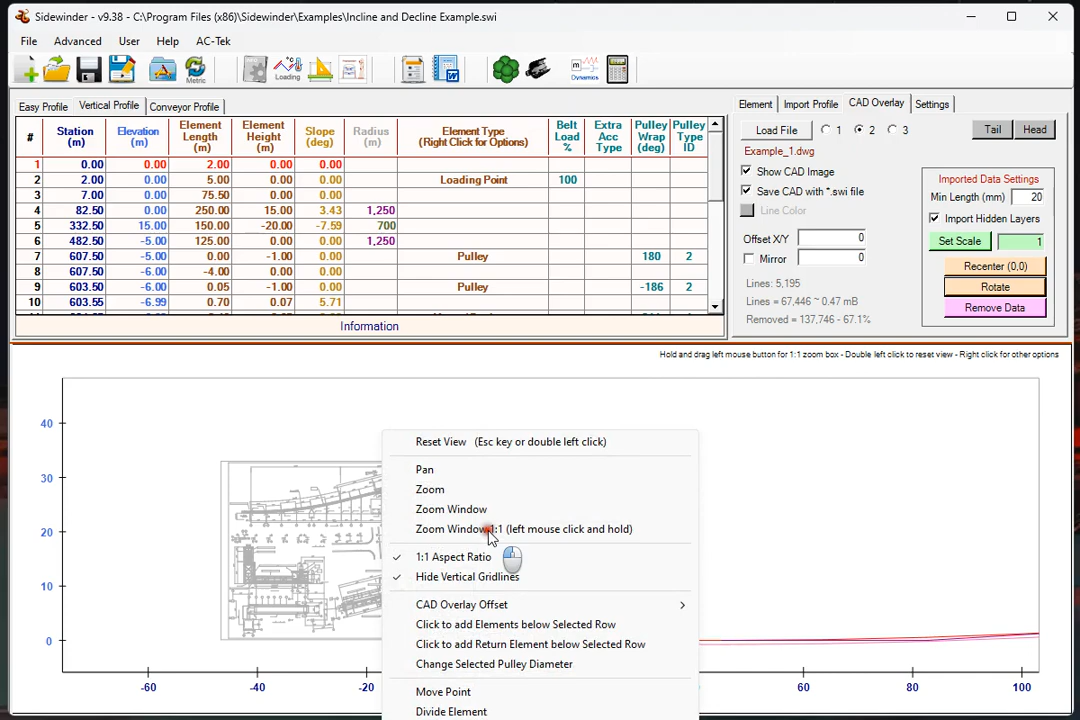 Sidewinder - v9.38 - C:\Program Files (x86)\Sidewinder\Examples\Incline and Decline Example.swi
File Advanced User Help AC-Tek
Metric Loading Dynamics
Easy Profile Vertical Profile Conveyor Profile
# Station (m) Elevation (m) Element Length (m) Element Height (m) Slope (deg) Radius (m) Element Type (Right Click for Options) Belt Load % Extra Acc Type Pulley Wrap (deg) Pulley Type ID
1 0.00 0.00 2.00 0.00 0.00
2 2.00 0.00 5.00 0.00 0.00 Loading Point 100
3 7.00 0.00 75.50 0.00 0.00
4 82.50 0.00 250.00 15.00 3.43 1,250
5 332.50 15.00 150.00 -20.00 -7.59 700
6 482.50 -5.00 125.00 0.00 0.00 1,250
7 607.50 -5.00 0.00 -1.00 0.00 Pulley 180 2
8 607.50 -6.00 -4.00 0.00 0.00
9 603.50 -6.00 0.05 -1.00 0.00 Pulley -186 2
10 603.55 -6.99 0.70 0.07 5.71
Information
Element Import Profile CAD Overlay Settings
Load File 1 2 3 Tail Head
Example_1.dwg
Show CAD Image
Save CAD with *.swi file
Line Color
Offset X/Y 0
Mirror 0
Lines: 5,195
Lines = 67,446 ~ 0.47 mB
Removed = 137,746 - 67.1%
Imported Data Settings
Min Length (mm) 20
Import Hidden Layers
Set Scale 1
Recenter (0,0)
Rotate
Remove Data
Hold and drag left mouse button for 1:1 zoom box - Double left click to reset view - Right click for other options
40
30
20
10
0
-60 -40 -20 60 80 100
Reset View (Esc key or double left click)
Pan
Zoom
Zoom Window
Zoom Window 1:1 (left mouse click and hold)
1:1 Aspect Ratio
Hide Vertical Gridlines
CAD Overlay Offset
Click to add Elements below Selected Row
Click to add Return Element below Selected Row
Change Selected Pulley Diameter
Move Point
Divide Element